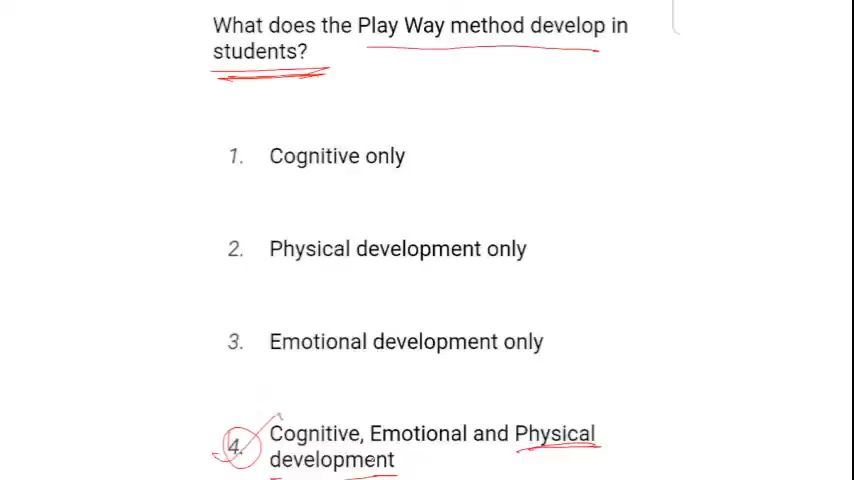 What does the Play Way method develop in
students?
1. Cognitive only
2. Physical development only
3. Emotional development only
4. Cognitive, Emotional and Physical
development